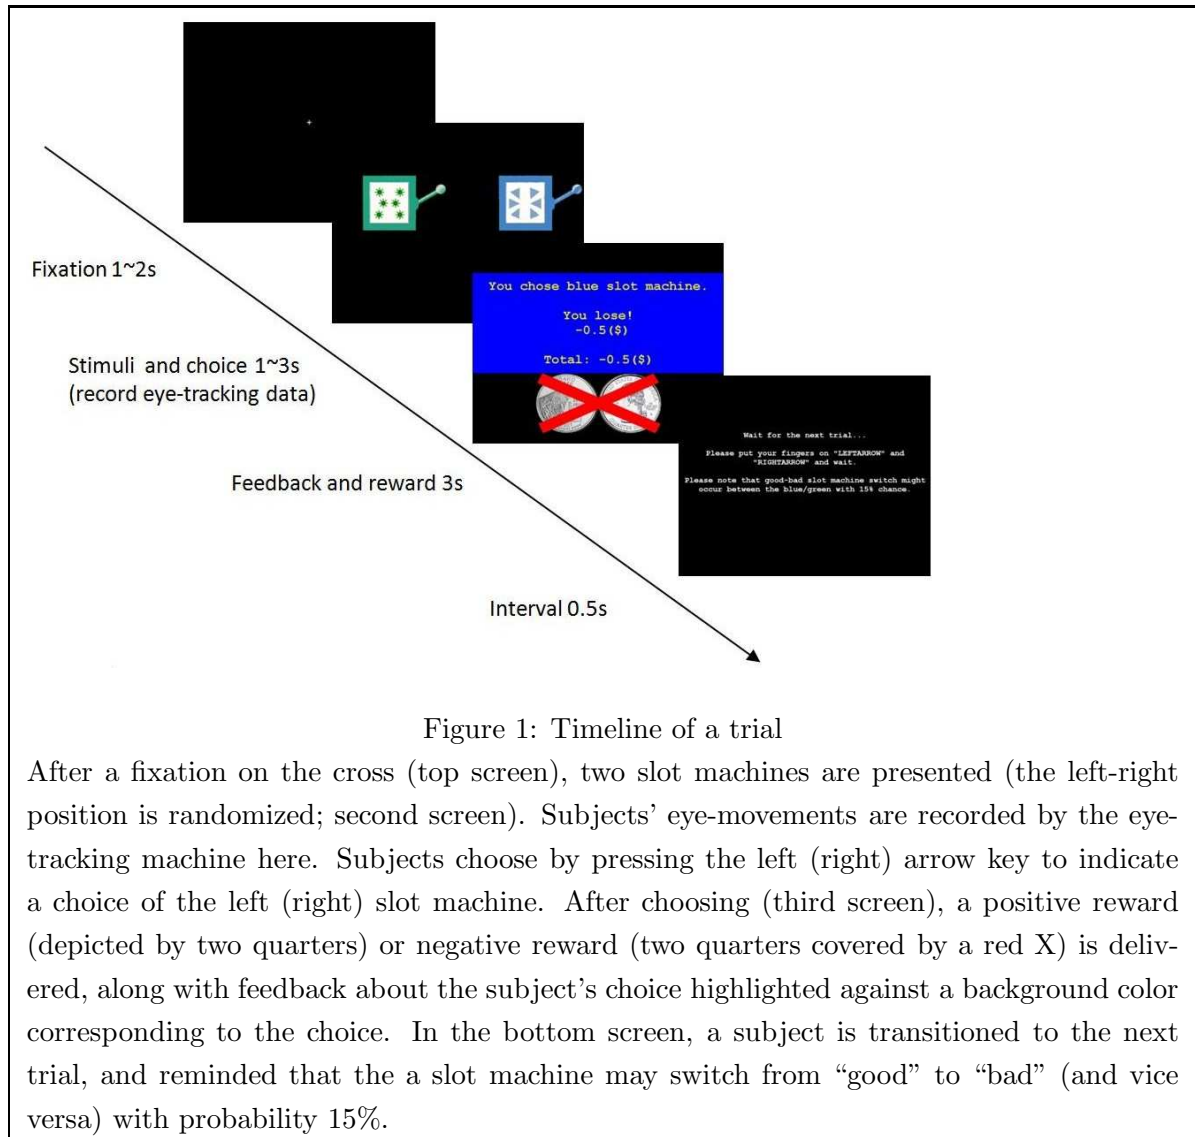 Fixation 1~2s
Stimuli and choice 1~3s
(record eye-tracking data)
You chose blue slot machine.
You lose!
-0.5($)
Total: -0.5($)
Feedback and reward 3s
Wait for the next trial...
Please put your fingers on "LEFTARROW" and
"RIGHTARROW" and wait.
Please note that good-bad slot machine switch might
occur between the blue/green with 15% chance.
Interval 0.5s
Figure 1: Timeline of a trial
After a fixation on the cross (top screen), two slot machines are presented (the left-right
position is randomized; second screen). Subjects' eye-movements are recorded by the eye-
tracking machine here. Subjects choose by pressing the left (right) arrow key to indicate
a choice of the left (right) slot machine. After choosing (third screen), a positive reward
(depicted by two quarters) or negative reward (two quarters covered by a red X) is deliv-
ered, along with feedback about the subject's choice highlighted against a background color
corresponding to the choice. In the bottom screen, a subject is transitioned to the next
trial, and reminded that the a slot machine may switch from “good” to “bad” (and vice
versa) with probability 15%.